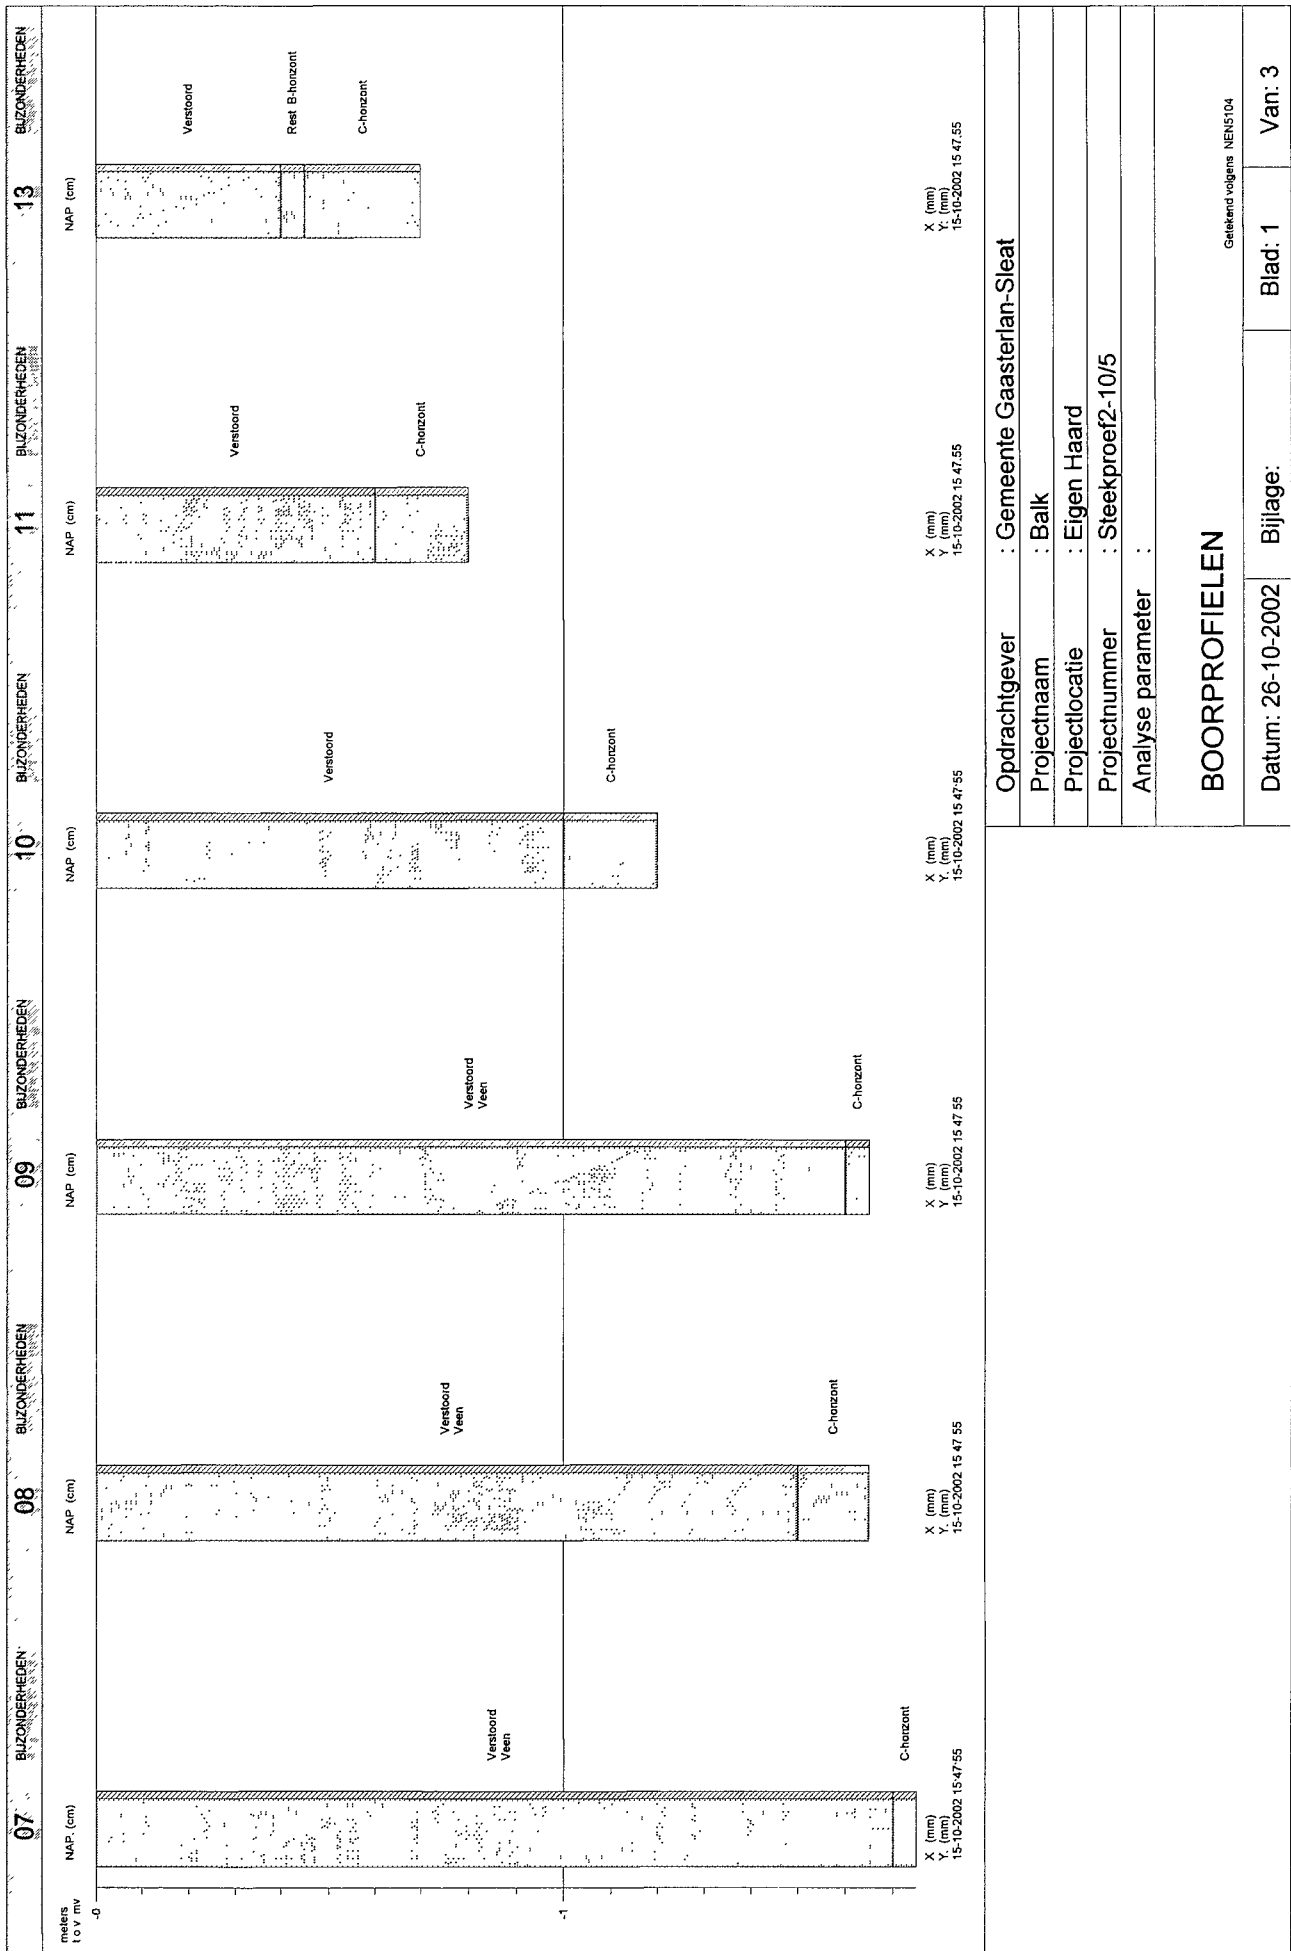 07 BIJZONDERHEDEN 08 BIJZONDERHEDEN 09 BIJZONDERHEDEN 10 BIJZONDERHEDEN 11 BIJZONDERHEDEN 13 BIJZONDERHEDEN
meters
t o v mv
NAP. (cm) NAP (cm) NAP (cm) NAP (cm) NAP (cm) NAP (cm)
-0
-1
Verstoord
Veen
C-horizont
Verstoord
Veen
C-horizont
Verstoord
Veen
C-horizont
Verstoord
C-horizont
Verstoord
C-horizont
Verstoord
Rest B-horizont
C-horizont
X (mm)
Y. (mm)
15-10-2002 15:47:55
X (mm)
Y. (mm)
15-10-2002 15 47 55
X (mm)
Y (mm)
15-10-2002 15 47 55
X (mm)
Y. (mm)
15-10-2002 15 47:55
X (mm)
Y (mm)
15-10-2002 15 47.55
X (mm)
Y: (mm)
15-10-2002 15 47.55
Opdrachtgever : Gemeente Gaasterlan-Sleat
Projectnaam : Balk
Projectlocatie : Eigen Haard
Projectnummer : Steekproef2-10/5
Analyse parameter :
BOORPROFIELEN
Getekend volgens NEN5104
Datum: 26-10-2002 Bijlage: Blad: 1 Van: 3